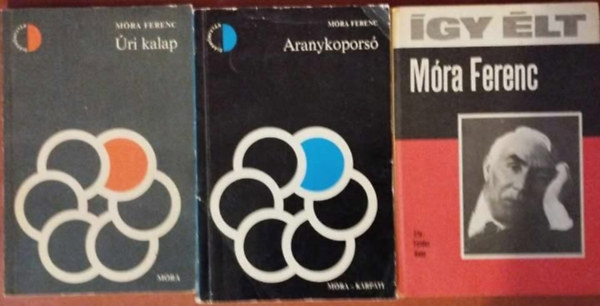 MÓRA FERENC
Úri kalap
MÓRA
MÓRA FERENC
Aranykoporsó
MÓRA – KÁRPÁTI
ÍGY ÉLT
Móra Ferenc